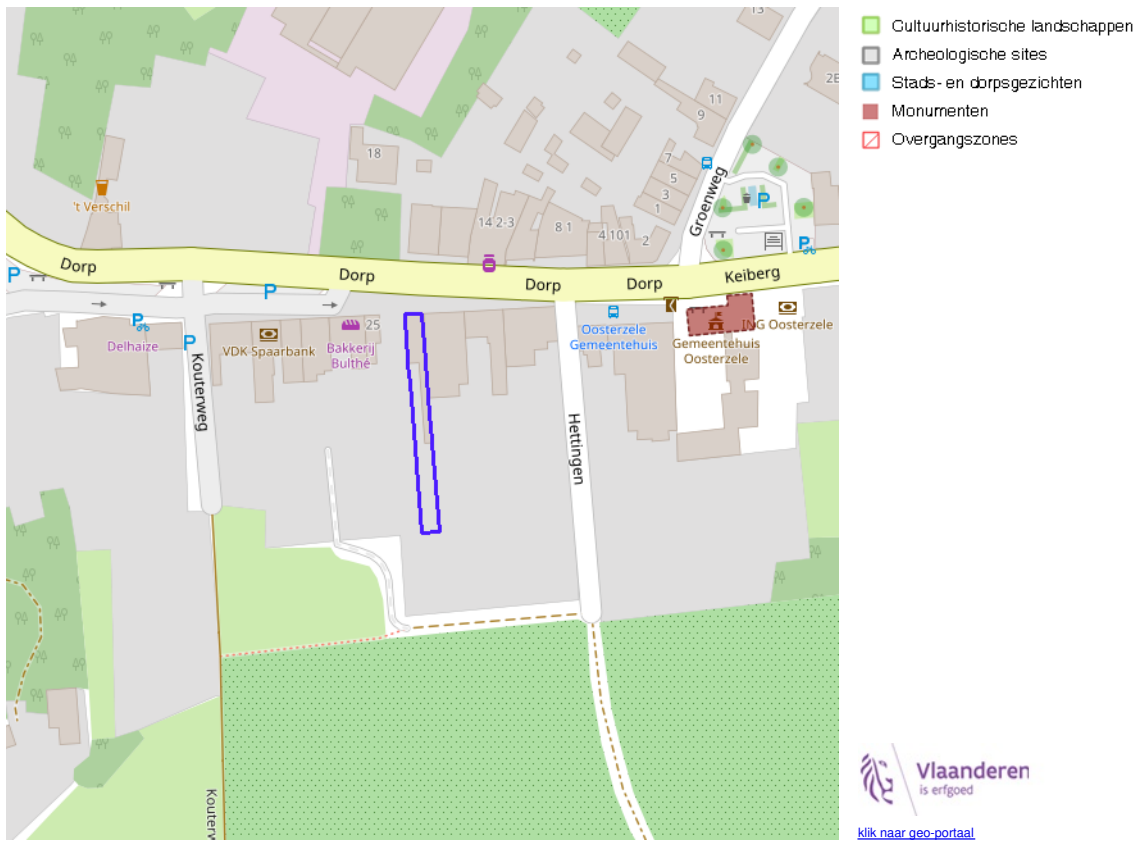 13
2E
11
9
18
7
5
3
1
't Verschil
14 2-3
8 1
4 101
2
Groenweg
P
Dorp
Dorp
Dorp
Dorp
Keiberg
P
P
P
P
P
25
Delhaize
VDK Spaarbank
Bakkerij
Bulthé
Oosterzele
Gemeentehuis
Gemeentehuis
Oosterzele
ING Oosterzele
Kouterweg
Hettingen
Kouterw
Cultuurhistorische landschappen
Archeologische sites
Stads- en dorpsgezichten
Monumenten
Overgangszones
Vlaanderen
is erfgoed
klik naar geo-portaal